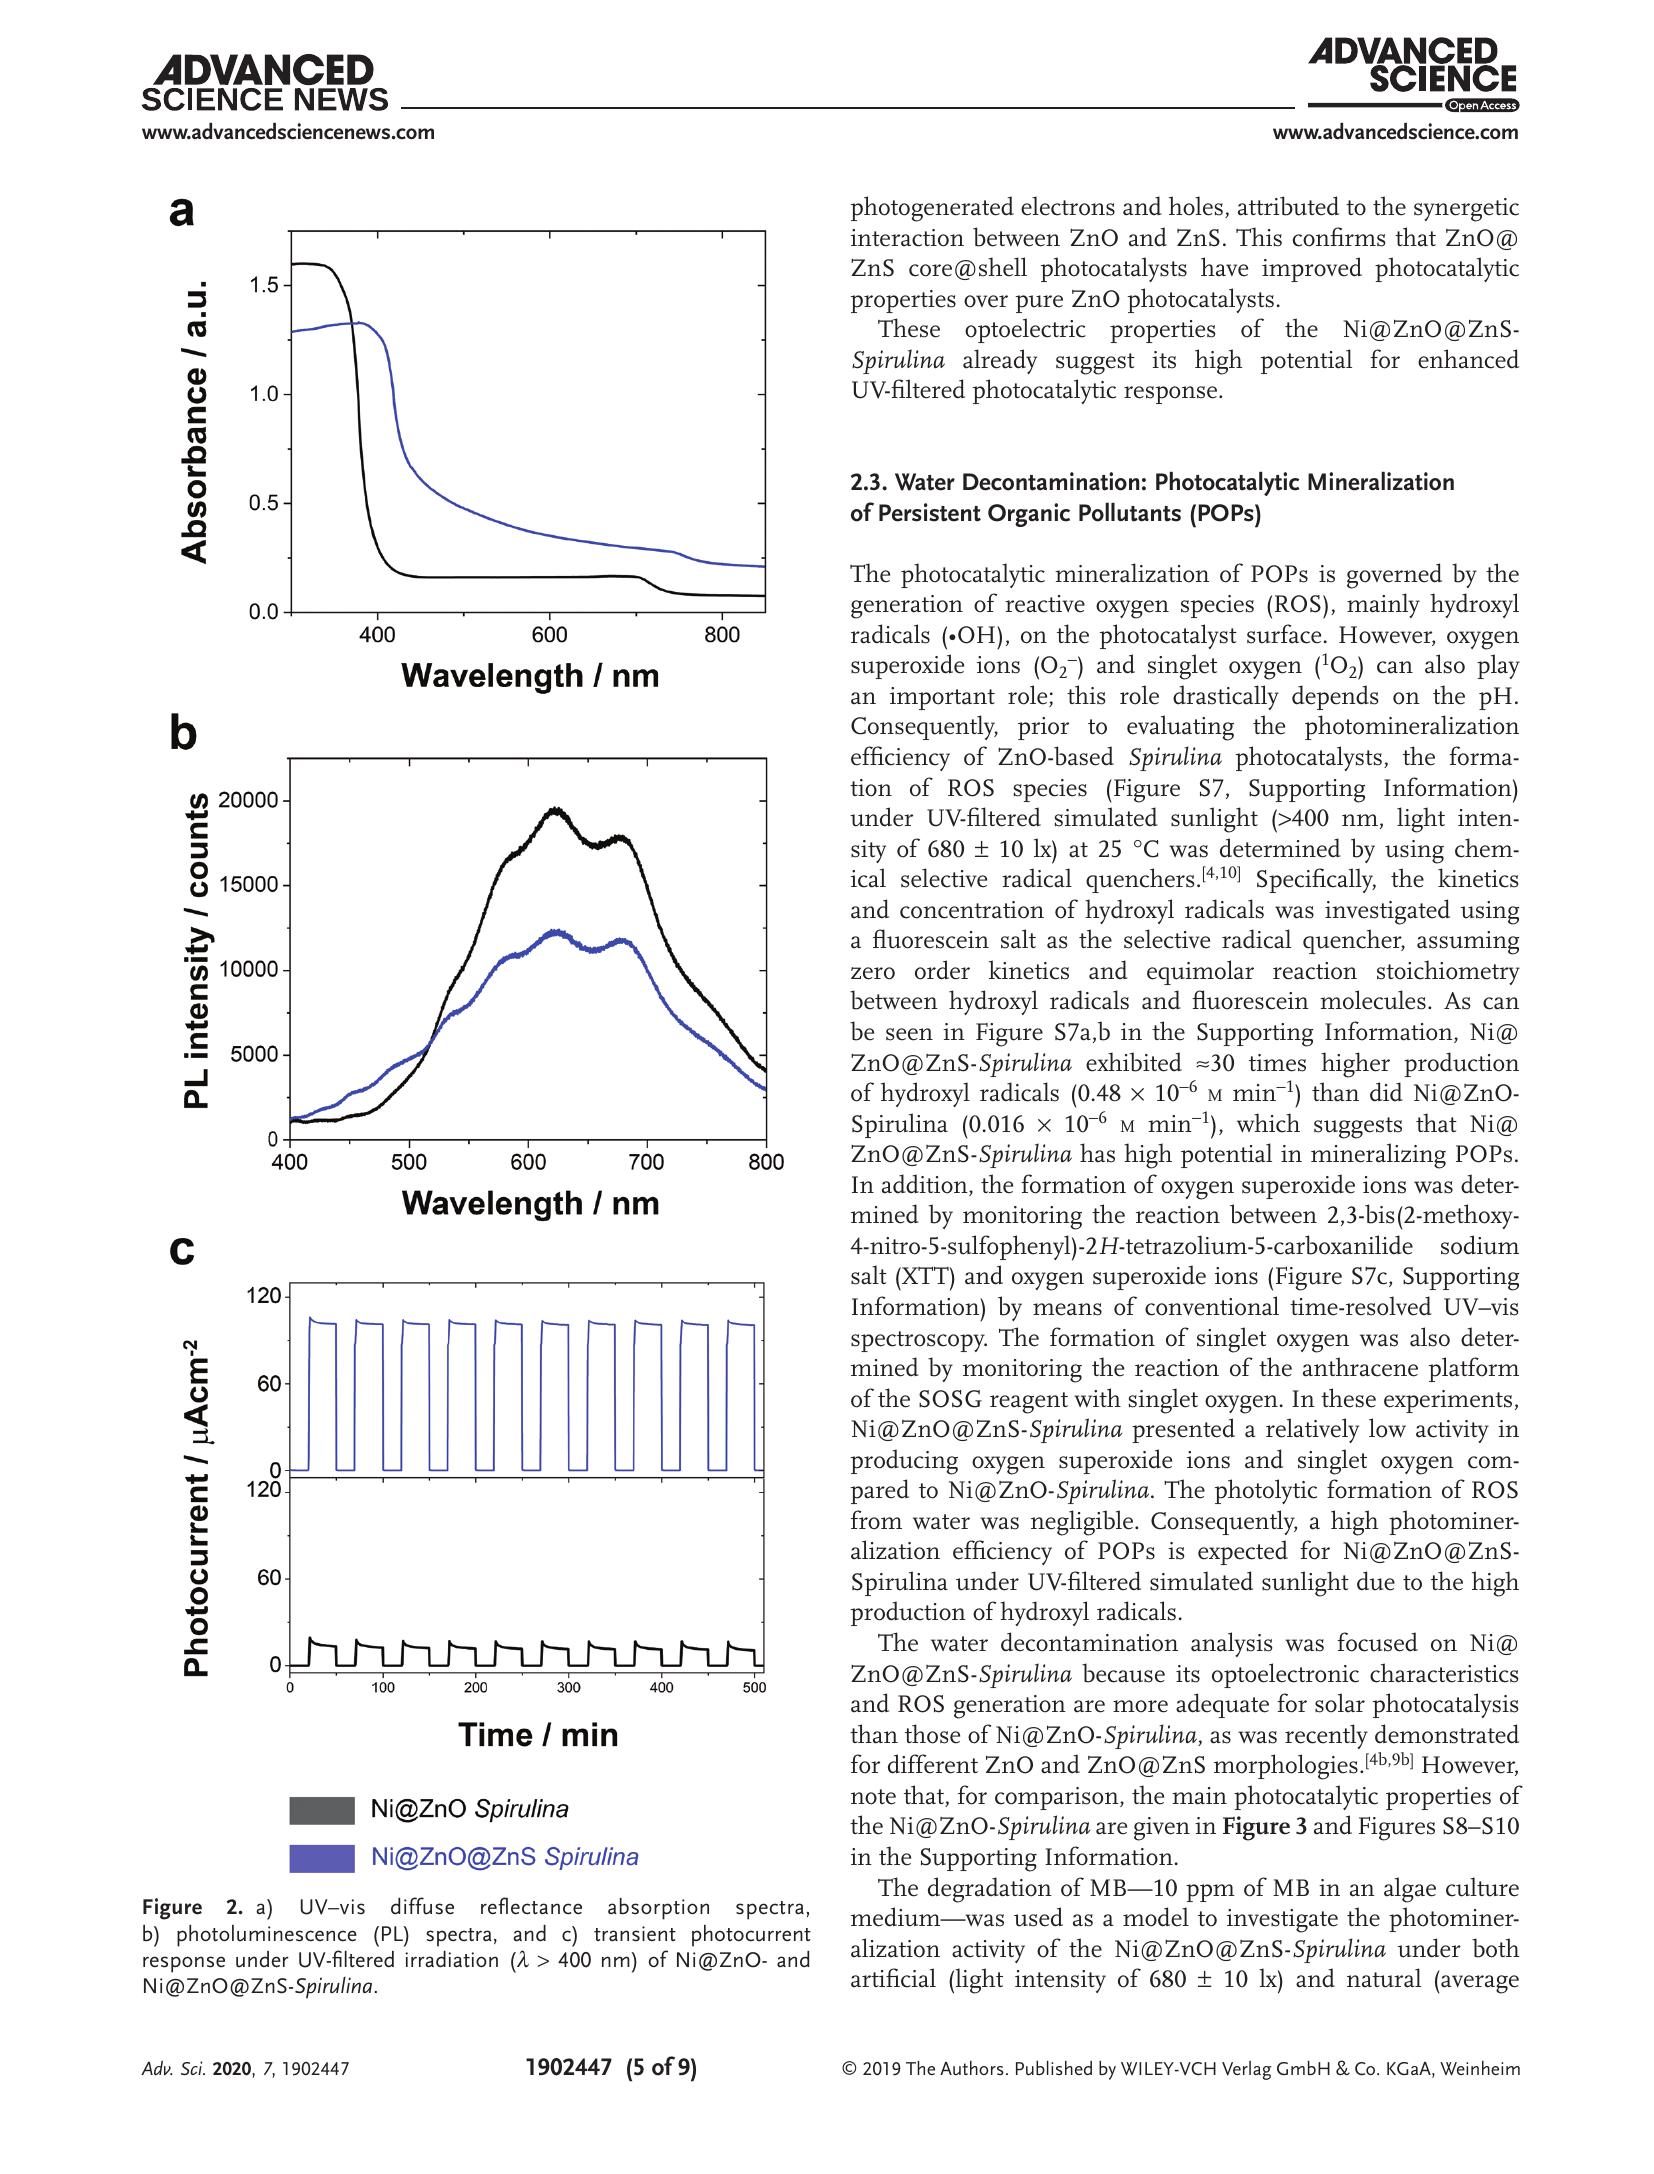 ADVANCED
SCIENCE NEWS
www.advancedsciencenews.com
ADVANCED
SCIENCE
Open Access
www.advancedscience.com
a
1.5
1.0
0.5
0.0
Absorbance / a.u.
400 600 800
Wavelength / nm
b
20000
15000
10000
5000
0
PL intensity / counts
400 500 600 700 800
Wavelength / nm
c
120
60
0
120
60
0
Photocurrent / µAcm-2
0 100 200 300 400 500
Time / min
Ni@ZnO Spirulina
Ni@ZnO@ZnS Spirulina
Figure 2. a) UV–vis diffuse reflectance absorption spectra,
b) photoluminescence (PL) spectra, and c) transient photocurrent
response under UV-filtered irradiation (λ > 400 nm) of Ni@ZnO- and
Ni@ZnO@ZnS-Spirulina.
photogenerated electrons and holes, attributed to the synergetic
interaction between ZnO and ZnS. This confirms that ZnO@
ZnS core@shell photocatalysts have improved photocatalytic
properties over pure ZnO photocatalysts.
These optoelectric properties of the Ni@ZnO@ZnS-
Spirulina already suggest its high potential for enhanced
UV-filtered photocatalytic response.
2.3. Water Decontamination: Photocatalytic Mineralization
of Persistent Organic Pollutants (POPs)
The photocatalytic mineralization of POPs is governed by the
generation of reactive oxygen species (ROS), mainly hydroxyl
radicals (•OH), on the photocatalyst surface. However, oxygen
superoxide ions (O₂⁻) and singlet oxygen (¹O₂) can also play
an important role; this role drastically depends on the pH.
Consequently, prior to evaluating the photomineralization
efficiency of ZnO-based Spirulina photocatalysts, the forma-
tion of ROS species (Figure S7, Supporting Information)
under UV-filtered simulated sunlight (>400 nm, light inten-
sity of 680 ± 10 lx) at 25 °C was determined by using chem-
ical selective radical quenchers.[4,10] Specifically, the kinetics
and concentration of hydroxyl radicals was investigated using
a fluorescein salt as the selective radical quencher, assuming
zero order kinetics and equimolar reaction stoichiometry
between hydroxyl radicals and fluorescein molecules. As can
be seen in Figure S7a,b in the Supporting Information, Ni@
ZnO@ZnS-Spirulina exhibited ≈30 times higher production
of hydroxyl radicals (0.48 × 10⁻⁶ M min⁻¹) than did Ni@ZnO-
Spirulina (0.016 × 10⁻⁶ M min⁻¹), which suggests that Ni@
ZnO@ZnS-Spirulina has high potential in mineralizing POPs.
In addition, the formation of oxygen superoxide ions was deter-
mined by monitoring the reaction between 2,3-bis(2-methoxy-
4-nitro-5-sulfophenyl)-2H-tetrazolium-5-carboxanilide sodium
salt (XTT) and oxygen superoxide ions (Figure S7c, Supporting
Information) by means of conventional time-resolved UV–vis
spectroscopy. The formation of singlet oxygen was also deter-
mined by monitoring the reaction of the anthracene platform
of the SOSG reagent with singlet oxygen. In these experiments,
Ni@ZnO@ZnS-Spirulina presented a relatively low activity in
producing oxygen superoxide ions and singlet oxygen com-
pared to Ni@ZnO-Spirulina. The photolytic formation of ROS
from water was negligible. Consequently, a high photominer-
alization efficiency of POPs is expected for Ni@ZnO@ZnS-
Spirulina under UV-filtered simulated sunlight due to the high
production of hydroxyl radicals.
The water decontamination analysis was focused on Ni@
ZnO@ZnS-Spirulina because its optoelectronic characteristics
and ROS generation are more adequate for solar photocatalysis
than those of Ni@ZnO-Spirulina, as was recently demonstrated
for different ZnO and ZnO@ZnS morphologies.[4b,9b] However,
note that, for comparison, the main photocatalytic properties of
the Ni@ZnO-Spirulina are given in Figure 3 and Figures S8–S10
in the Supporting Information.
The degradation of MB—10 ppm of MB in an algae culture
medium—was used as a model to investigate the photominer-
alization activity of the Ni@ZnO@ZnS-Spirulina under both
artificial (light intensity of 680 ± 10 lx) and natural (average
Adv. Sci. 2020, 7, 1902447
1902447 (5 of 9)
© 2019 The Authors. Published by WILEY-VCH Verlag GmbH & Co. KGaA, Weinheim